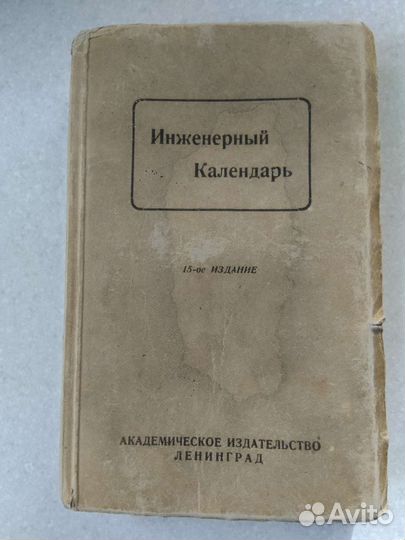 Инженерный
Календарь
15-ое ИЗДАНИЕ
АКАДЕМИЧЕСКОЕ ИЗДАТЕЛЬСТВО
ЛЕНИНГРАД
Avito